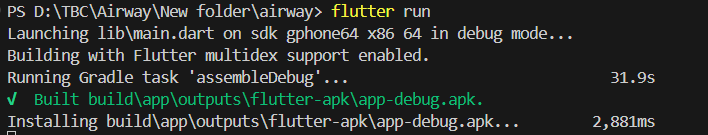 PS D:\TBC\Airway\New folder\airway> flutter run
Launching lib\main.dart on sdk gphone64 x86 64 in debug mode...
Building with Flutter multidex support enabled.
Running Gradle task 'assembleDebug'... 31.9s
√ Built build\app\outputs\flutter-apk\app-debug.apk.
Installing build\app\outputs\flutter-apk\app-debug.apk... 2,881ms